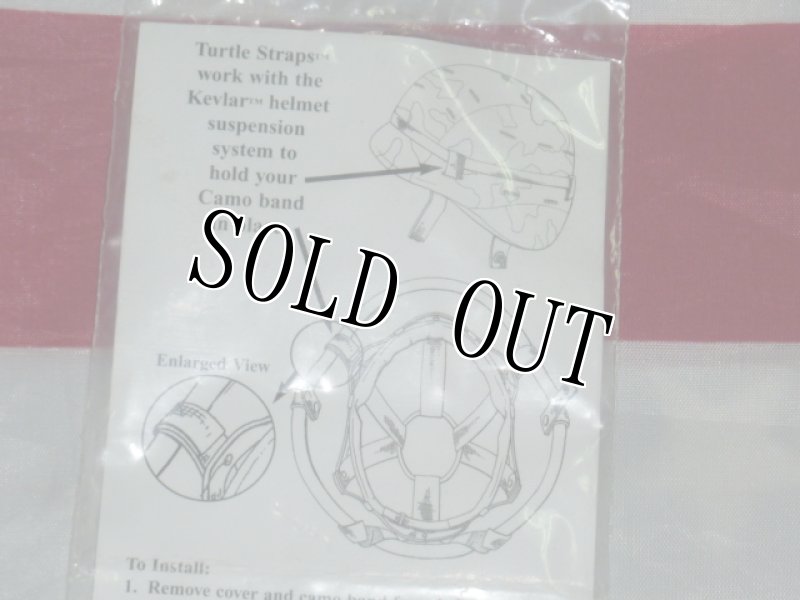 Turtle Straps™
work with the
Kevlar™ helmet
suspension
system to
hold your
Camo band
SOLD OUT
Enlarged View
To Install:
1. Remove cover and camo band